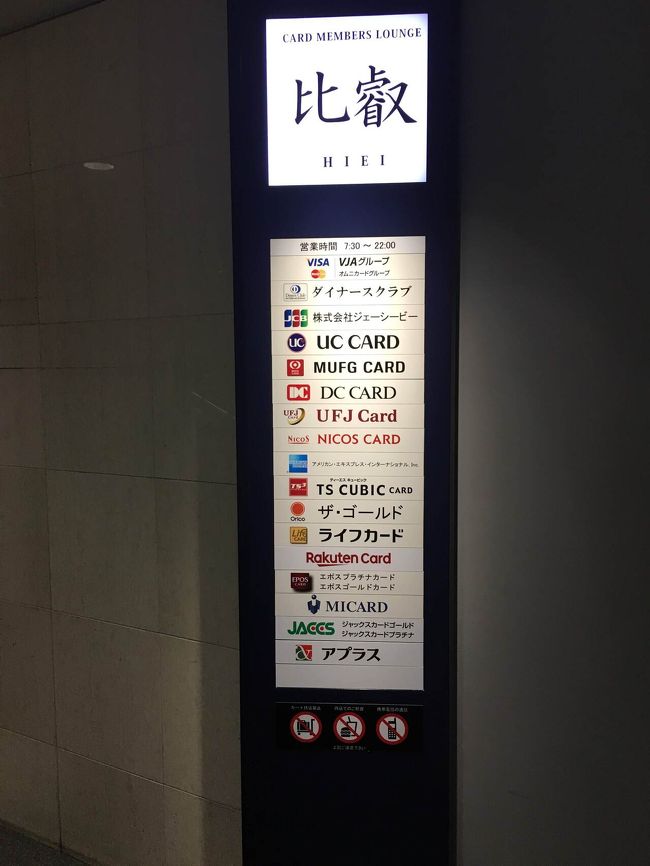 CARD MEMBERS LOUNGE
比叡
HIEI
営業時間 7:30 〜 22:00
VISA VJAグループ
オムニカードグループ
ダイナースクラブ
JCB 株式会社ジェーシービー
UC UC CARD
MUFG CARD
DC DC CARD
UFJ UFJ Card
NICOS NICOS CARD
アメリカン・エキスプレス・インターナショナル, Inc.
ティーエス キュービック
TS3 TS CUBIC CARD
Orico ザ・ゴールド
Life ライフカード
Rakuten Card
EPOS エポスプラチナカード
エポスゴールドカード
MICARD
JACCS ジャックスカードゴールド
ジャックスカードプラチナ
アプラス